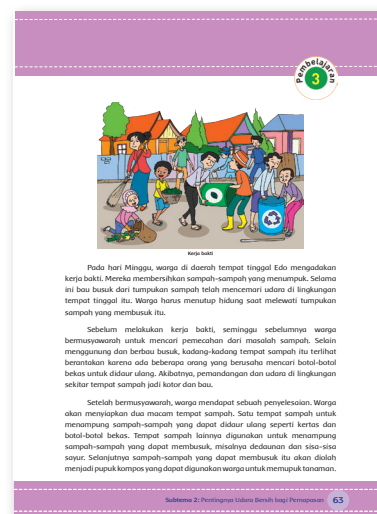 Pembelajaran
3
Kerja bakti
Pada hari Minggu, warga di daerah tempat tinggal Edo mengadakan
kerja bakti. Mereka membersihkan sampah-sampah yang menumpuk. Selama
ini bau busuk dari tumpukan sampah telah mencemari udara di lingkungan
tempat tinggal itu. Warga harus menutup hidung saat melewati tumpukan
sampah yang membusuk itu.
Sebelum melakukan kerja bakti, seminggu sebelumnya warga
bermusyawarah untuk mencari pemecahan dari masalah sampah. Selain
menggunung dan berbau busuk, kadang-kadang tempat sampah itu terlihat
berantakan karena ada beberapa orang yang berusaha mencari botol-botol
bekas untuk didaur ulang. Akibatnya, pemandangan dan udara di lingkungan
sekitar tempat sampah jadi kotor dan bau.
Setelah bermusyawarah, warga mendapat sebuah penyelesaian. Warga
akan menyiapkan dua macam tempat sampah. Satu tempat sampah untuk
menampung sampah-sampah yang dapat didaur ulang seperti kertas dan
botol-botol bekas. Tempat sampah lainnya digunakan untuk menampung
sampah-sampah yang dapat membusuk, misalnya dedaunan dan sisa-sisa
sayur. Selanjutnya sampah-sampah yang dapat membusuk itu akan diolah
menjadi pupuk kompos yang dapat digunakan warga untuk memupuk tanaman.
Subtema 2: Pentingnya Udara Bersih bagi Pernapasan
63